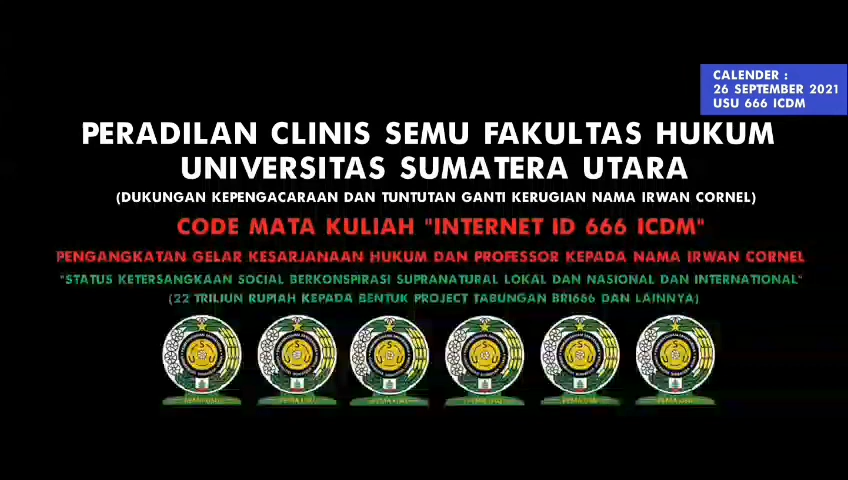 CALENDER :
26 SEPTEMBER 2021
USU 666 ICDM
PERADILAN CLINIS SEMU FAKULTAS HUKUM
UNIVERSITAS SUMATERA UTARA
(DUKUNGAN KEPENGACARAAN DAN TUNTUTAN GANTI KERUGIAN NAMA IRWAN CORNEL)
CODE MATA KULIAH "INTERNET ID 666 ICDM"
PENGANGKATAN GELAR KESARJANAAN HUKUM DAN PROFESSOR KEPADA NAMA IRWAN CORNEL
"STATUS KETERSANGKAAN SOCIAL BERKONSPIRASI SUPRANATURAL LOKAL DAN NASIONAL DAN INTERNATIONAL"
(22 TRILIUN RUPIAH KEPADA BENTUK PROJECT TABUNGAN BRI666 DAN LAINNYA)